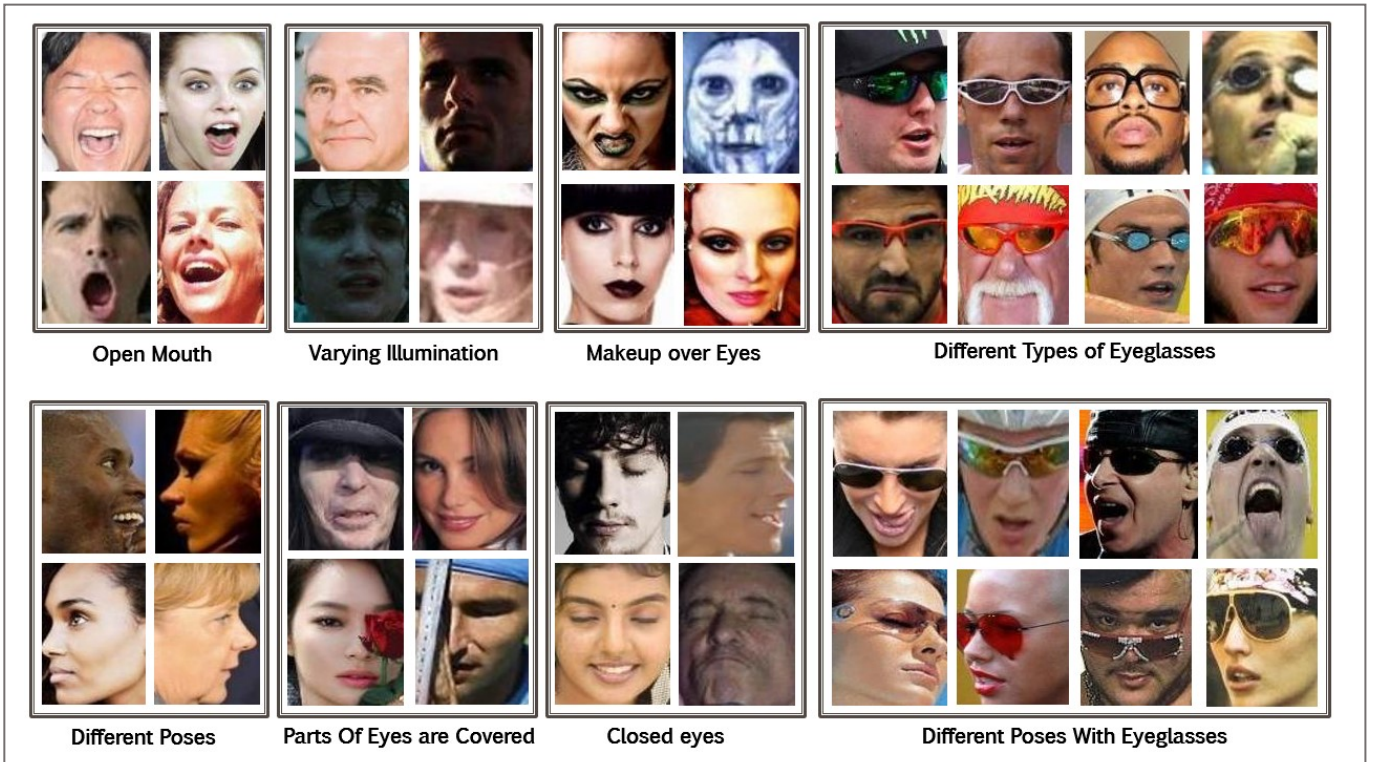 Open Mouth
Varying Illumination
Makeup over Eyes
Different Types of Eyeglasses
Different Poses
Parts Of Eyes are Covered
Closed eyes
Different Poses With Eyeglasses